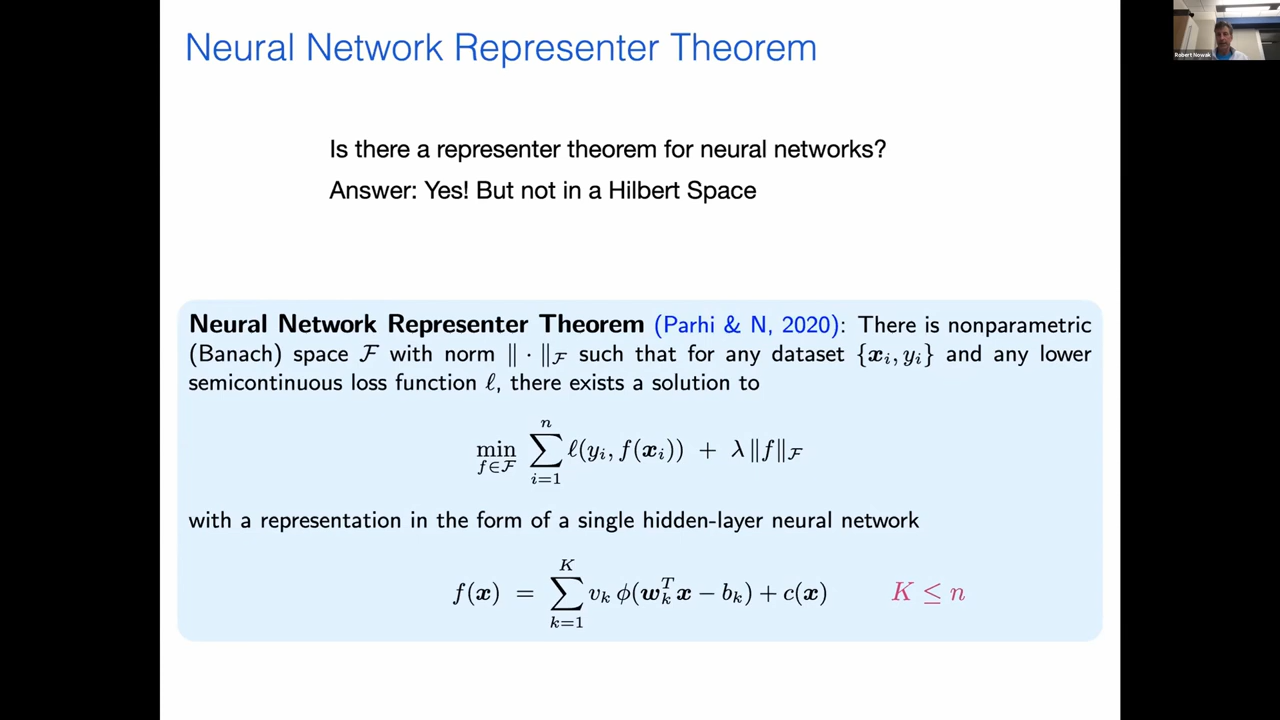 Neural Network Representer Theorem
Robert Nowak
Is there a representer theorem for neural networks?
Answer: Yes! But not in a Hilbert Space
Neural Network Representer Theorem (Parhi & N, 2020): There is nonparametric
(Banach) space ℱ with norm ‖ · ‖_ℱ such that for any dataset {𝒙_i, y_i} and any lower
semicontinuous loss function ℓ, there exists a solution to
min_{f∈ℱ} ∑_{i=1}^{n} ℓ(y_i, f(𝒙_i)) + λ ‖f‖_ℱ
with a representation in the form of a single hidden-layer neural network
f(𝒙) = ∑_{k=1}^{K} v_k ϕ(𝒘_k^T 𝒙 − b_k) + c(𝒙) K ≤ n